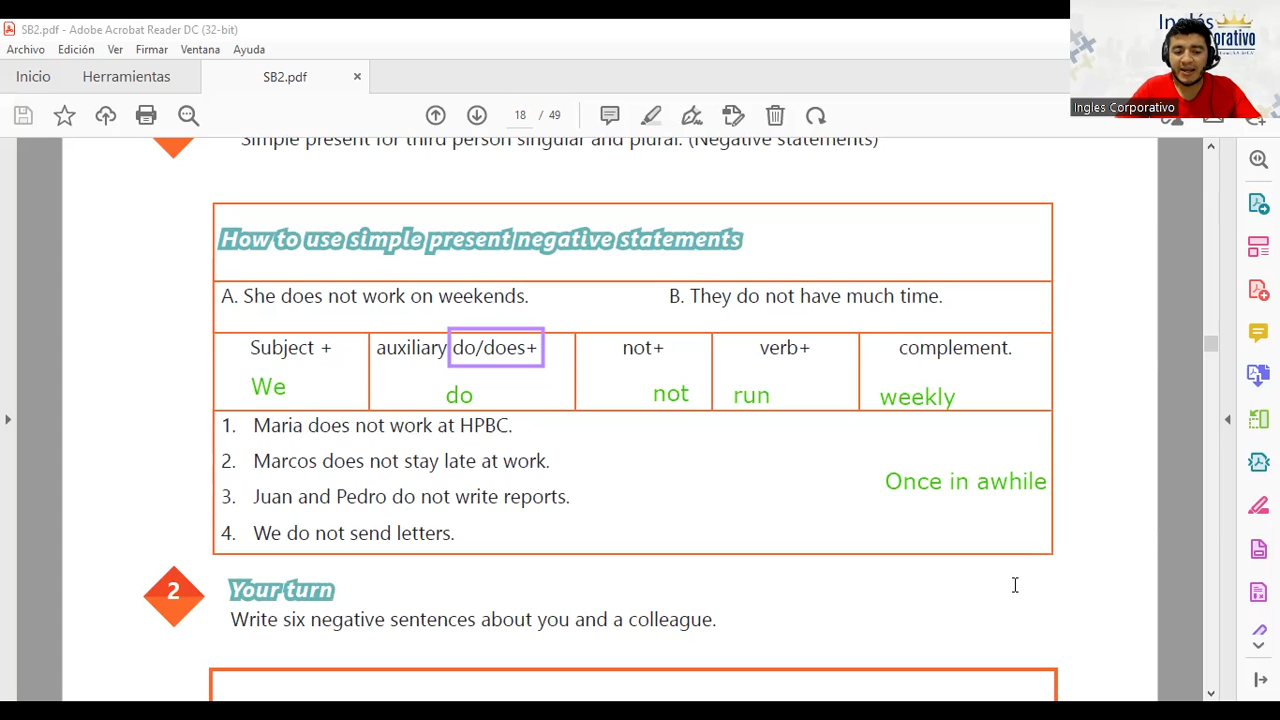 SB2.pdf - Adobe Acrobat Reader DC (32-bit)
Archivo Edición Ver Firmar Ventana Ayuda
Inicio Herramientas SB2.pdf ×
18 / 49
Inglés
orativo
Ingles Corporativo
Simple present for third person singular and plural. (Negative statements)
How to use simple present negative statements
A. She does not work on weekends. B. They do not have much time.
Subject + auxiliary do/does+ not+ verb+ complement.
We do not run weekly
1. Maria does not work at HPBC.
2. Marcos does not stay late at work.
Once in awhile
3. Juan and Pedro do not write reports.
4. We do not send letters.
2 Your turn
Write six negative sentences about you and a colleague.